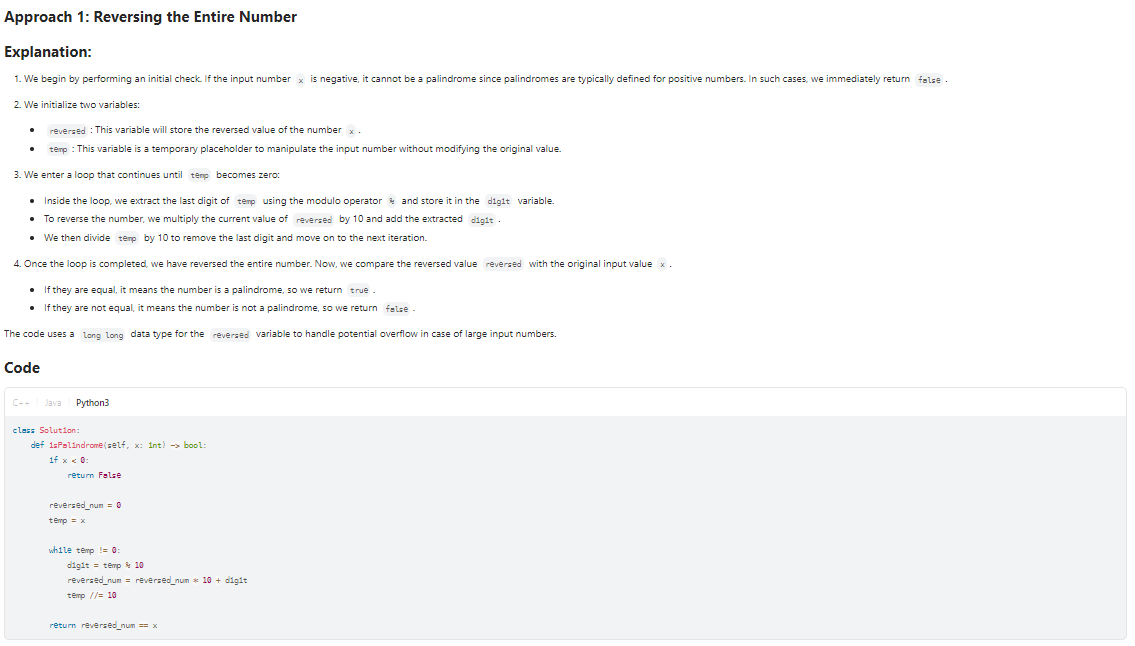 Approach 1: Reversing the Entire Number
Explanation:
1. We begin by performing an initial check. If the input number x is negative, it cannot be a palindrome since palindromes are typically defined for positive numbers. In such cases, we immediately return false .
2. We initialize two variables:
• reversed : This variable will store the reversed value of the number x .
• temp : This variable is a temporary placeholder to manipulate the input number without modifying the original value.
3. We enter a loop that continues until temp becomes zero:
• Inside the loop, we extract the last digit of temp using the modulo operator % and store it in the digit variable.
• To reverse the number, we multiply the current value of reversed by 10 and add the extracted digit .
• We then divide temp by 10 to remove the last digit and move on to the next iteration.
4. Once the loop is completed, we have reversed the entire number. Now, we compare the reversed value reversed with the original input value x .
• If they are equal, it means the number is a palindrome, so we return true .
• If they are not equal, it means the number is not a palindrome, so we return false .
The code uses a long long data type for the reversed variable to handle potential overflow in case of large input numbers.
Code
C++ Java Python3
class Solution:
    def isPalindrome(self, x: int) -> bool:
        if x < 0:
            return False
        reversed_num = 0
        temp = x
        while temp != 0:
            digit = temp % 10
            reversed_num = reversed_num * 10 + digit
            temp //= 10
        return reversed_num == x